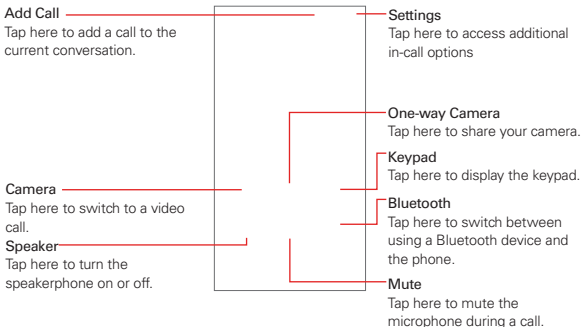 Add Call
Tap here to add a call to the
current conversation.
Settings
Tap here to access additional
in-call options
One-way Camera
Tap here to share your camera.
Keypad
Tap here to display the keypad.
Camera
Tap here to switch to a video
call.
Bluetooth
Tap here to switch between
using a Bluetooth device and
the phone.
Speaker
Tap here to turn the
speakerphone on or off.
Mute
Tap here to mute the
microphone during a call.